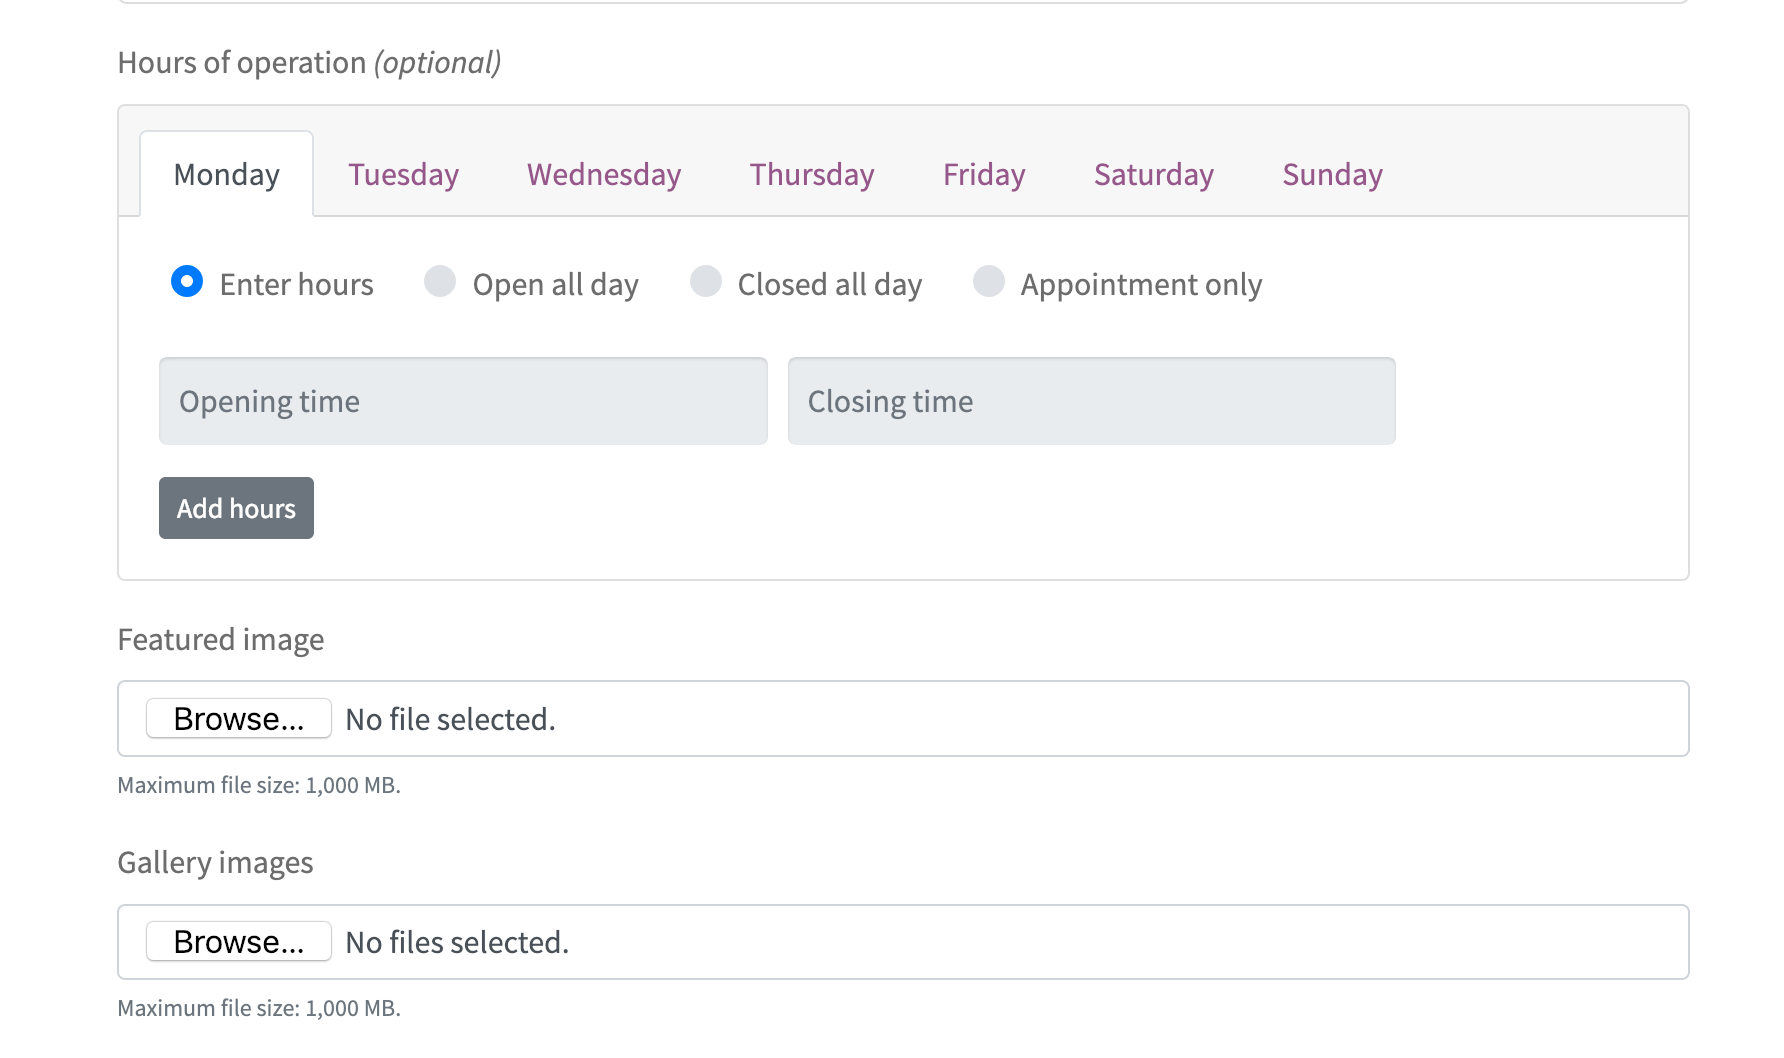 Hours of operation (optional)
Monday Tuesday Wednesday Thursday Friday Saturday Sunday
Enter hours Open all day Closed all day Appointment only
Opening time Closing time
Add hours
Featured image
Browse... No file selected.
Maximum file size: 1,000 MB.
Gallery images
Browse... No files selected.
Maximum file size: 1,000 MB.